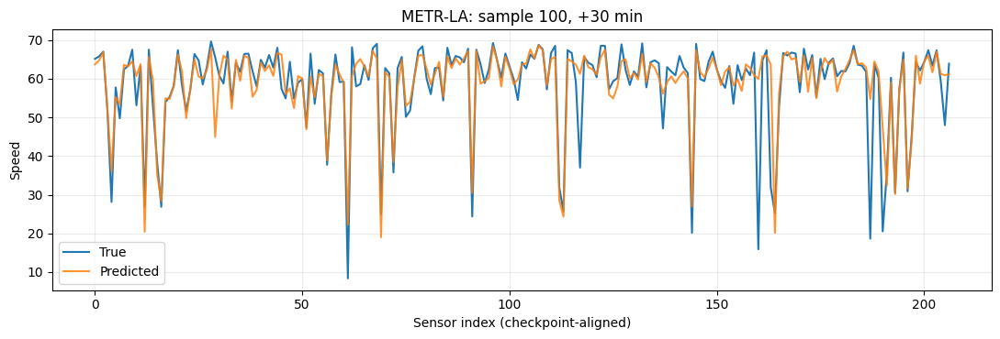 METR-LA: sample 100, +30 min
70
60
50
40
30
20
10
Speed
True
Predicted
0 50 100 150 200
Sensor index (checkpoint-aligned)